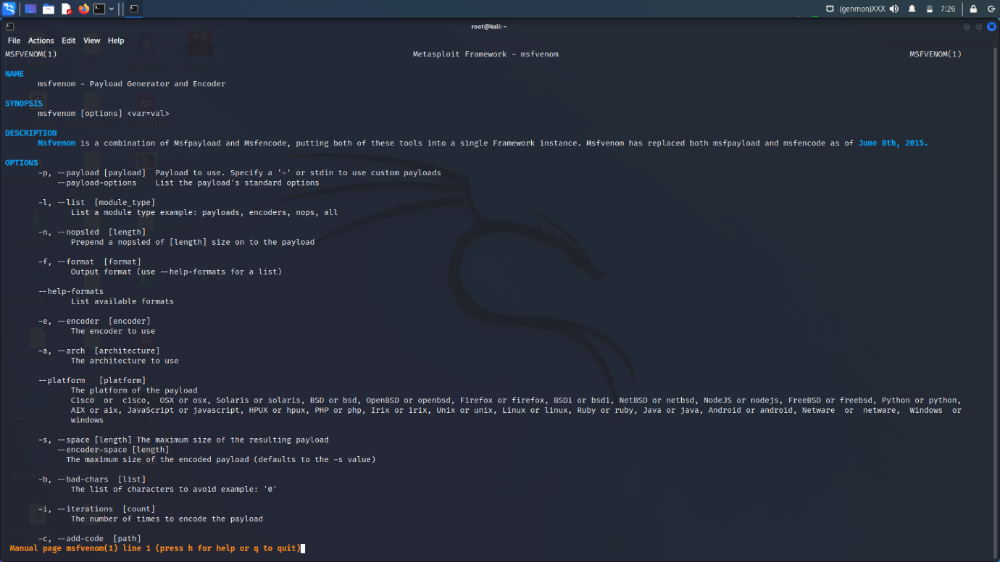 (genmon)XXX 7:26
root@kali: ~
File Actions Edit View Help
MSFVENOM(1) Metasploit Framework - msfvenom MSFVENOM(1)
NAME
msfvenom - Payload Generator and Encoder
SYNOPSIS
msfvenom [options] <var=val>
DESCRIPTION
Msfvenom is a combination of Msfpayload and Msfencode, putting both of these tools into a single Framework instance. Msfvenom has replaced both msfpayload and msfencode as of June 8th, 2015.
OPTIONS
-p, --payload [payload] Payload to use. Specify a '-' or stdin to use custom payloads
--payload-options List the payload's standard options
-l, --list [module_type]
List a module type example: payloads, encoders, nops, all
-n, --nopsled [length]
Prepend a nopsled of [length] size on to the payload
-f, --format [format]
Output format (use --help-formats for a list)
--help-formats
List available formats
-e, --encoder [encoder]
The encoder to use
-a, --arch [architecture]
The architecture to use
--platform [platform]
The platform of the payload
Cisco or cisco, OSX or osx, Solaris or solaris, BSD or bsd, OpenBSD or openbsd, Firefox or firefox, BSDi or bsdi, NetBSD or netbsd, NodeJS or nodejs, FreeBSD or freebsd, Python or python,
AIX or aix, JavaScript or javascript, HPUX or hpux, PHP or php, Irix or irix, Unix or unix, Linux or linux, Ruby or ruby, Java or java, Android or android, Netware or netware, Windows or
windows
-s, --space [length] The maximum size of the resulting payload
--encoder-space [length]
The maximum size of the encoded payload (defaults to the -s value)
-b, --bad-chars [list]
The list of characters to avoid example: '0'
-i, --iterations [count]
The number of times to encode the payload
-c, --add-code [path]
Manual page msfvenom(1) line 1 (press h for help or q to quit)